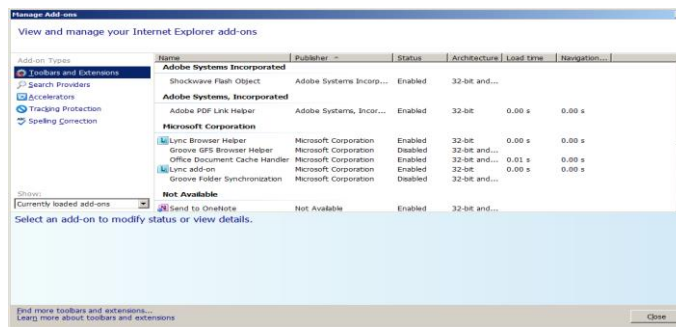 Manage Add-ons
View and manage your Internet Explorer add-ons
Add-on Types
Toolbars and Extensions
Search Providers
Accelerators
Tracking Protection
Spelling Correction
Show:
Currently loaded add-ons
Name Publisher Status Architecture Load time Navigation...
Adobe Systems Incorporated
Shockwave Flash Object Adobe Systems Incorp... Enabled 32-bit and...
Adobe Systems, Incorporated
Adobe PDF Link Helper Adobe Systems, Incor... Enabled 32-bit 0.00 s 0.00 s
Microsoft Corporation
Lync Browser Helper Microsoft Corporation Enabled 32-bit 0.00 s 0.00 s
Groove GFS Browser Helper Microsoft Corporation Disabled 32-bit and...
Office Document Cache Handler Microsoft Corporation Enabled 32-bit and... 0.01 s 0.00 s
Lync add-on Microsoft Corporation Enabled 32-bit 0.00 s 0.00 s
Groove Folder Synchronization Microsoft Corporation Disabled 32-bit and...
Not Available
Send to OneNote Not Available Enabled 32-bit and...
Select an add-on to modify status or view details.
Find more toolbars and extensions...
Learn more about toolbars and extensions
Close